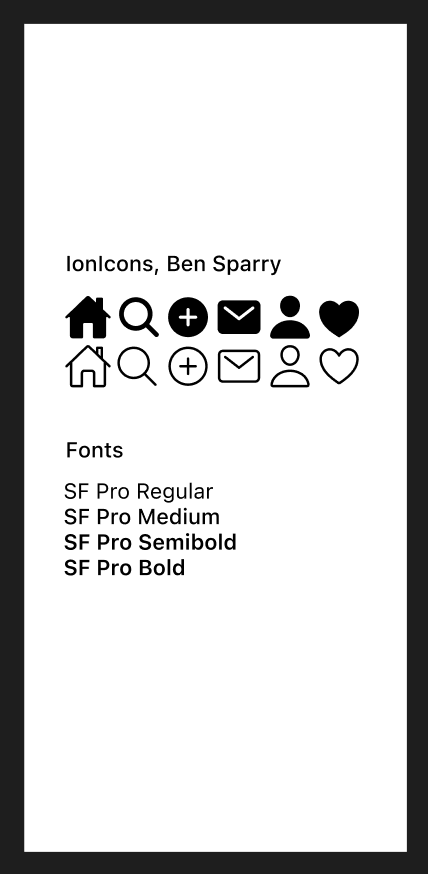 IonIcons, Ben Sparry
Fonts
SF Pro Regular
SF Pro Medium
SF Pro Semibold
SF Pro Bold